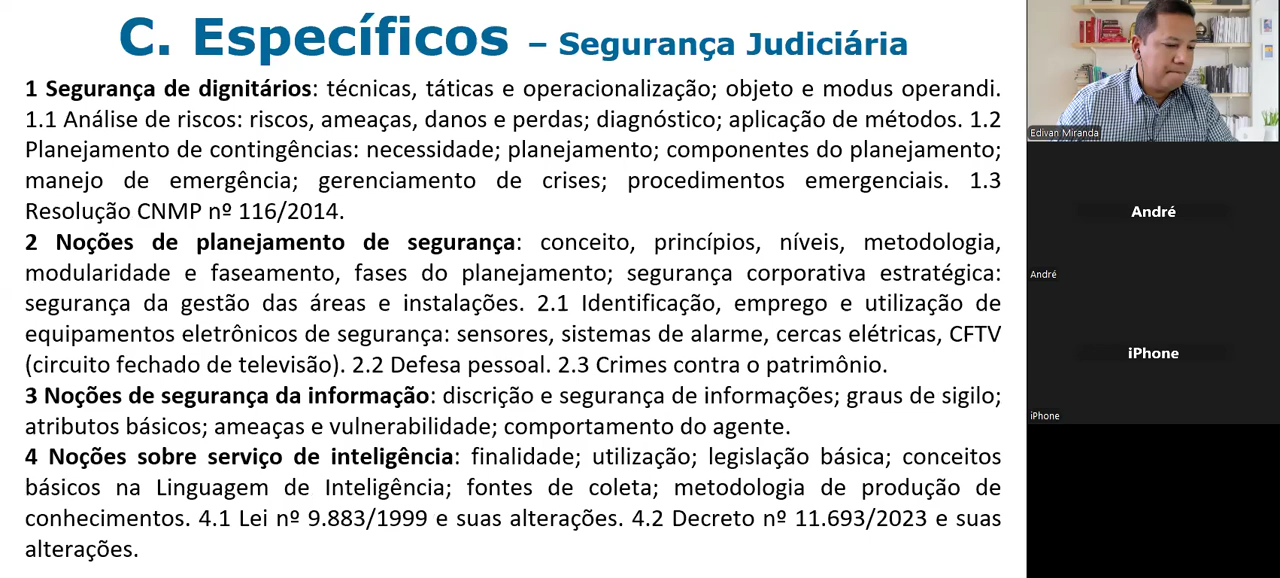 C. Específicos – Segurança Judiciária
1 Segurança de dignitários: técnicas, táticas e operacionalização; objeto e modus operandi.
1.1 Análise de riscos: riscos, ameaças, danos e perdas; diagnóstico; aplicação de métodos. 1.2
Planejamento de contingências: necessidade; planejamento; componentes do planejamento;
manejo de emergência; gerenciamento de crises; procedimentos emergenciais. 1.3
Resolução CNMP nº 116/2014.
2 Noções de planejamento de segurança: conceito, princípios, níveis, metodologia,
modularidade e faseamento, fases do planejamento; segurança corporativa estratégica:
segurança da gestão das áreas e instalações. 2.1 Identificação, emprego e utilização de
equipamentos eletrônicos de segurança: sensores, sistemas de alarme, cercas elétricas, CFTV
(circuito fechado de televisão). 2.2 Defesa pessoal. 2.3 Crimes contra o patrimônio.
3 Noções de segurança da informação: discrição e segurança de informações; graus de sigilo;
atributos básicos; ameaças e vulnerabilidade; comportamento do agente.
4 Noções sobre serviço de inteligência: finalidade; utilização; legislação básica; conceitos
básicos na Linguagem de Inteligência; fontes de coleta; metodologia de produção de
conhecimentos. 4.1 Lei nº 9.883/1999 e suas alterações. 4.2 Decreto nº 11.693/2023 e suas
alterações.
Edivan Miranda
André
André
iPhone
iPhone